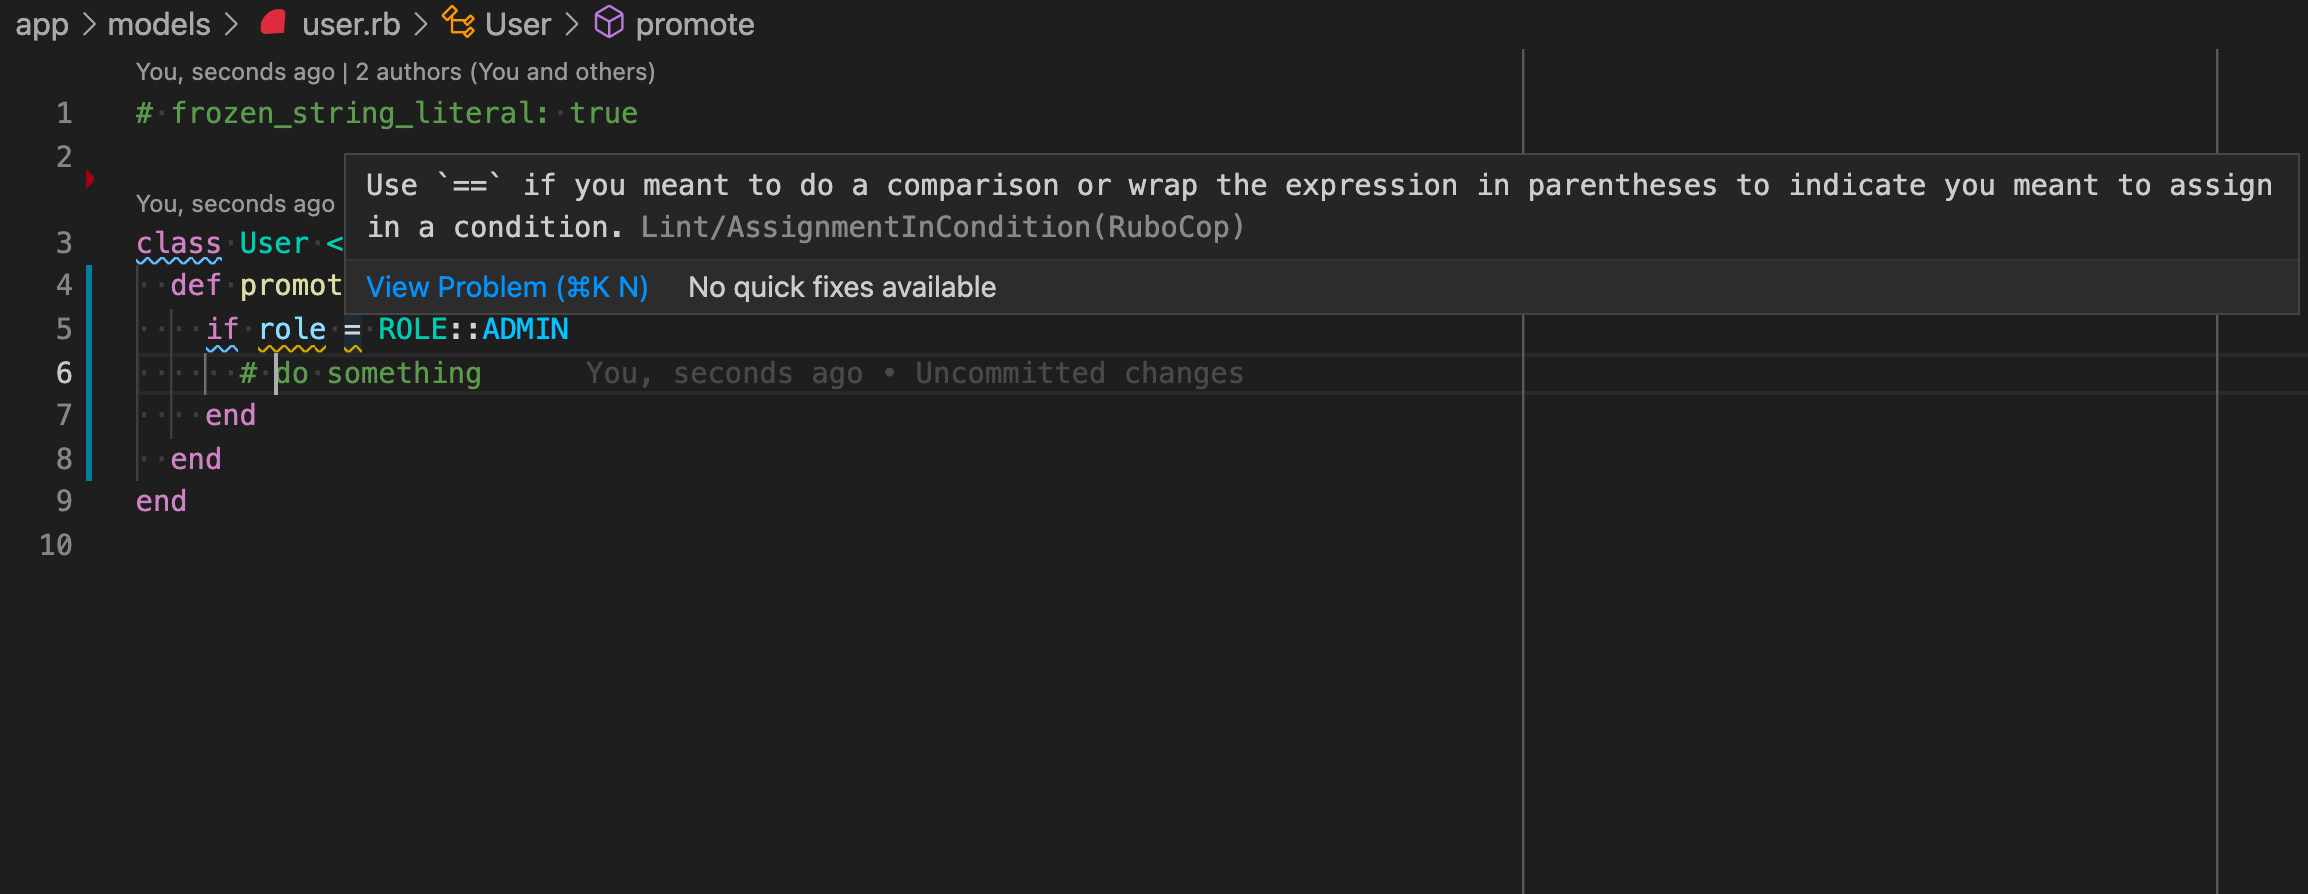 app > models > user.rb > User > promote
You, seconds ago | 2 authors (You and others)
1 # frozen_string_literal: true
2
You, seconds ago
Use `==` if you meant to do a comparison or wrap the expression in parentheses to indicate you meant to assign
in a condition. Lint/AssignmentInCondition(RuboCop)
View Problem (⌘K N) No quick fixes available
3 class User <
4 def promot
5 if role = ROLE::ADMIN
6 # do something You, seconds ago • Uncommitted changes
7 end
8 end
9 end
10